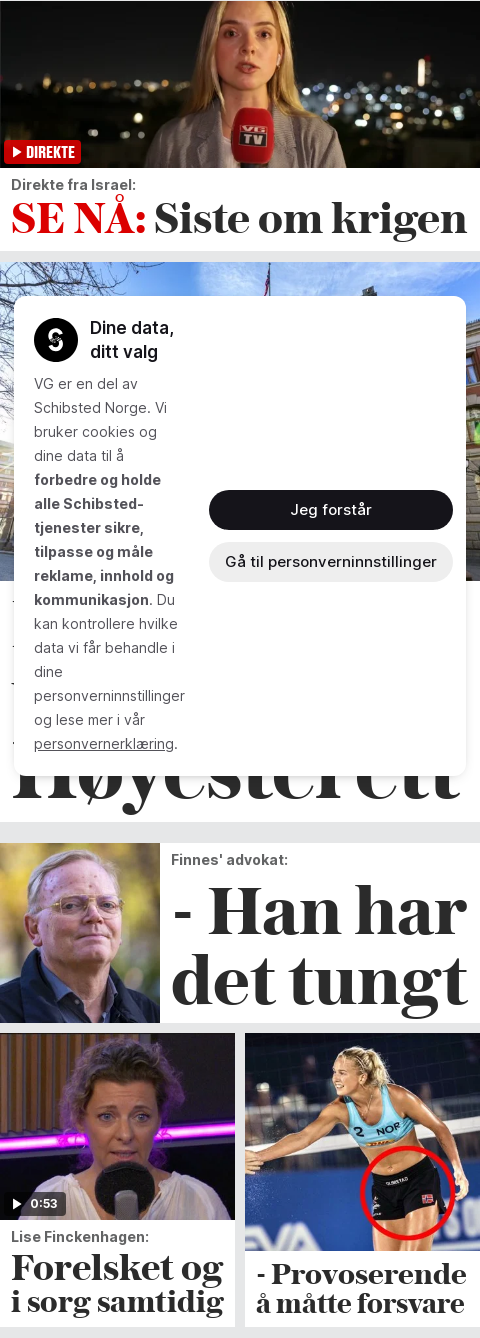 VG
TV
DIREKTE
Direkte fra Israel:
SE NÅ: Siste om krigen
Dine data,
ditt valg
VG er en del av
Schibsted Norge. Vi
bruker cookies og
dine data til å
forbedre og holde
alle Schibsted-
tjenester sikre,
tilpasse og måle
reklame, innhold og
kommunikasjon. Du
kan kontrollere hvilke
data vi får behandle i
dine
personverninnstillinger
og lese mer i vår
personvernerklæring.
Jeg forstår
Gå til personverninnstillinger
Høyesterett
Finnes' advokat:
- Han har
det tungt
0:53
Lise Finckenhagen:
Forelsket og
i sorg samtidig
2 NOR
- Provoserende
å måtte forsvare